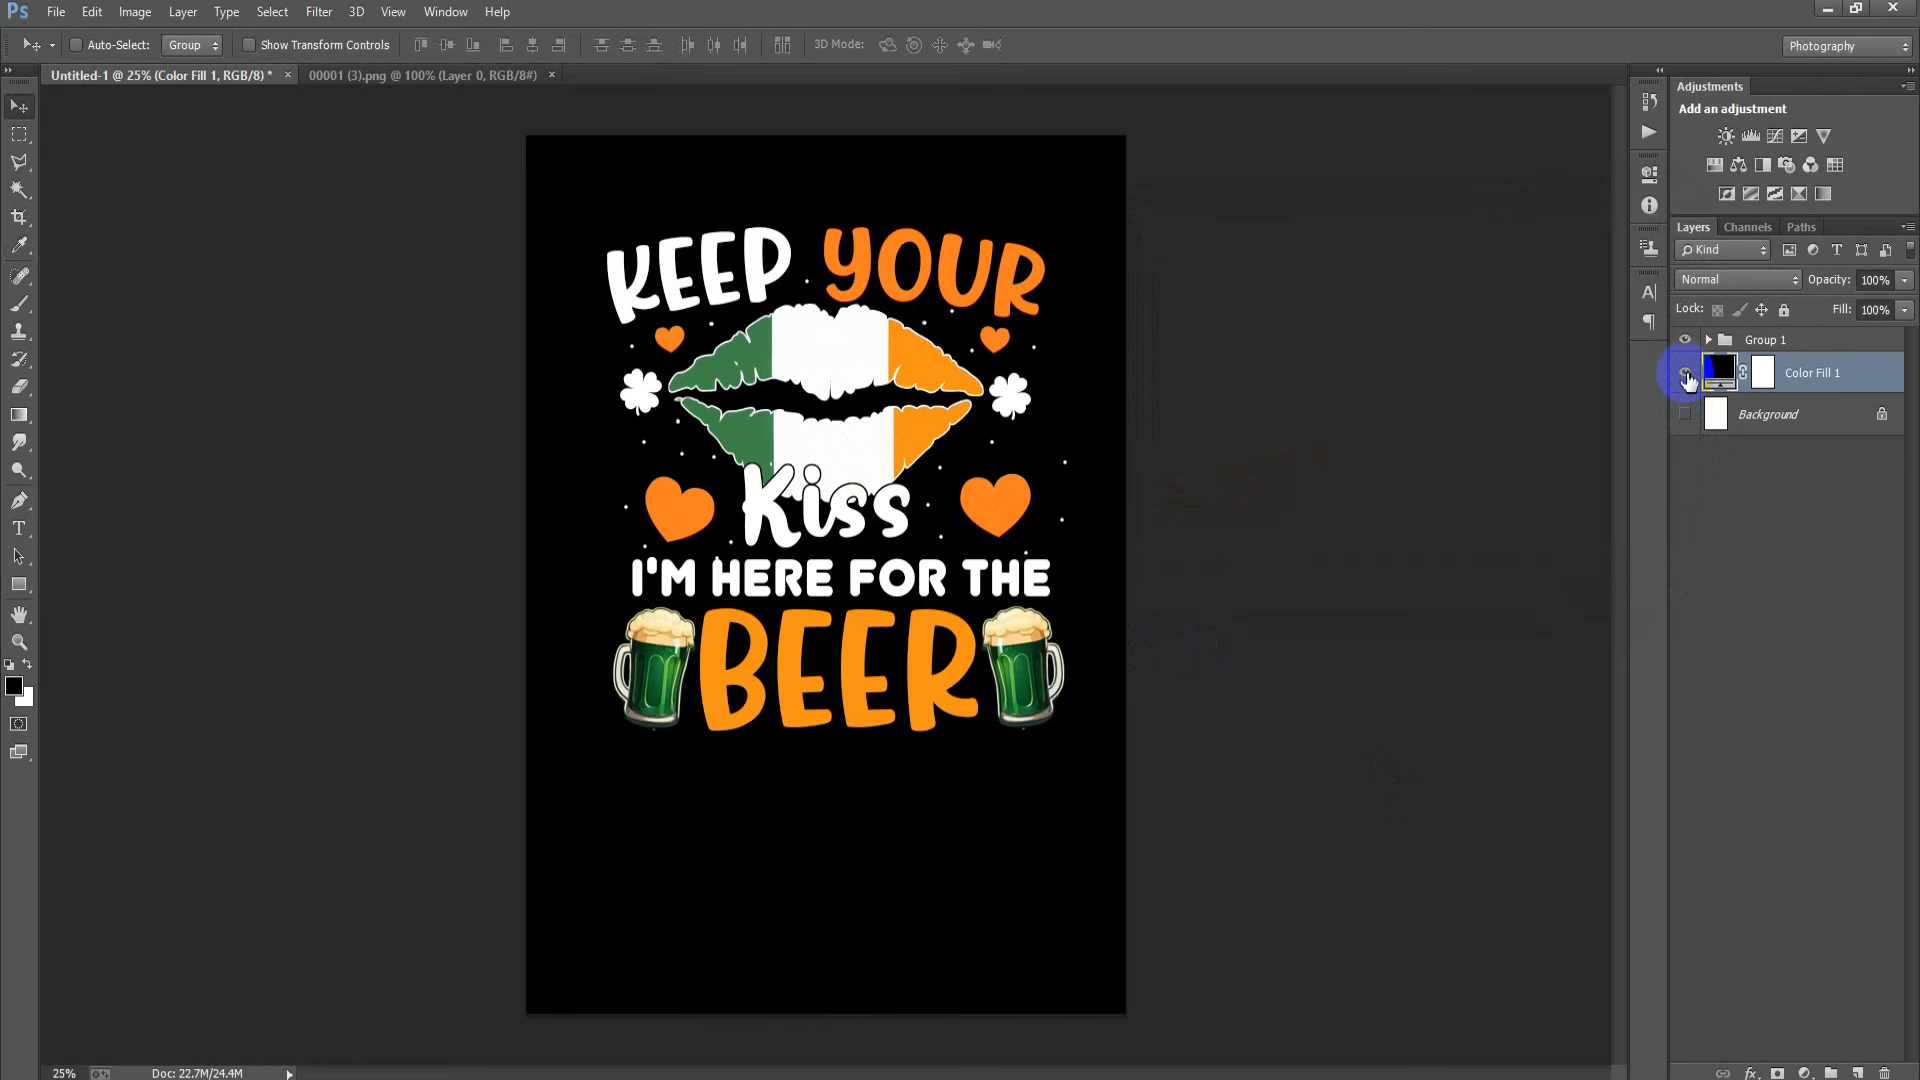 Ps File Edit Image Layer Type Select Filter 3D View Window Help
Auto-Select: Group Show Transform Controls 3D Mode: Photography
Untitled-1 @ 25% (Color Fill 1, RGB/8) * × 00001 (3).png @ 100% (Layer 0, RGB/8#) ×
Adjustments
Add an adjustment
Layers Channels Paths
Kind
Normal Opacity: 100%
Lock: Fill: 100%
Group 1
Color Fill 1
Background
KEEP YOUR
Kiss
I'M HERE FOR THE
BEER
25% Doc: 22.7M/24.4M